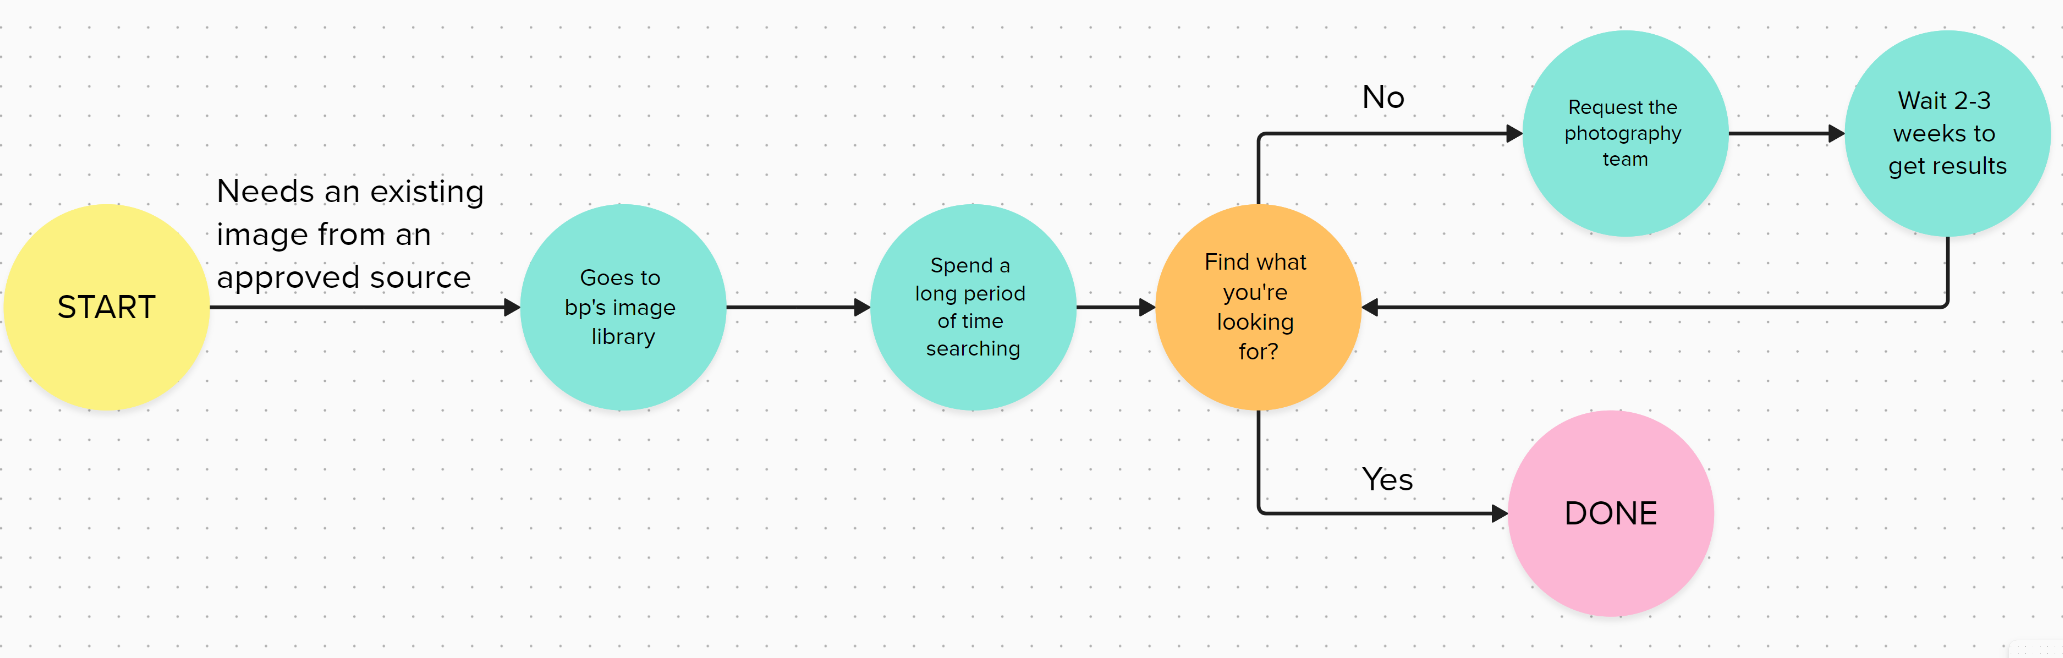 START
Needs an existing
image from an
approved source
Goes to
bp's image
library
Spend a
long period
of time
searching
Find what
you're
looking
for?
No
Request the
photography
team
Wait 2-3
weeks to
get results
Yes
DONE